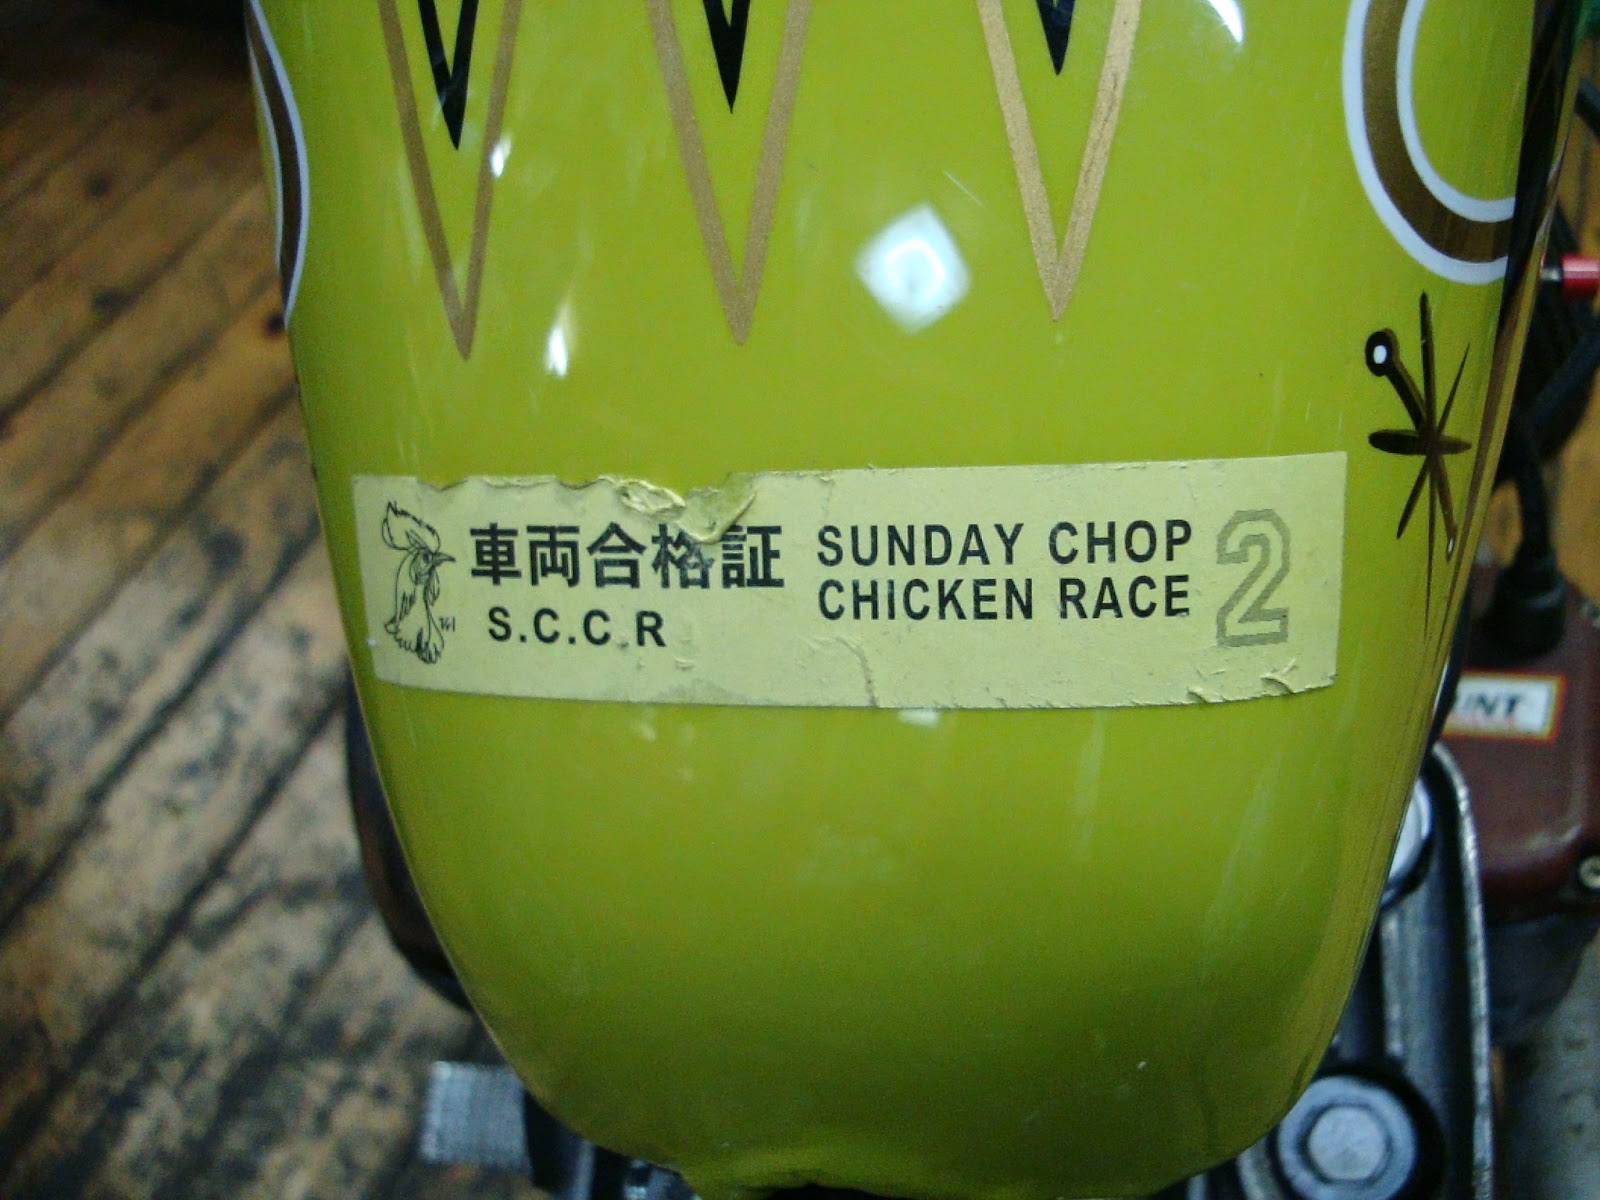 車両合格証
S.C.C.R
SUNDAY CHOP
CHICKEN RACE
2